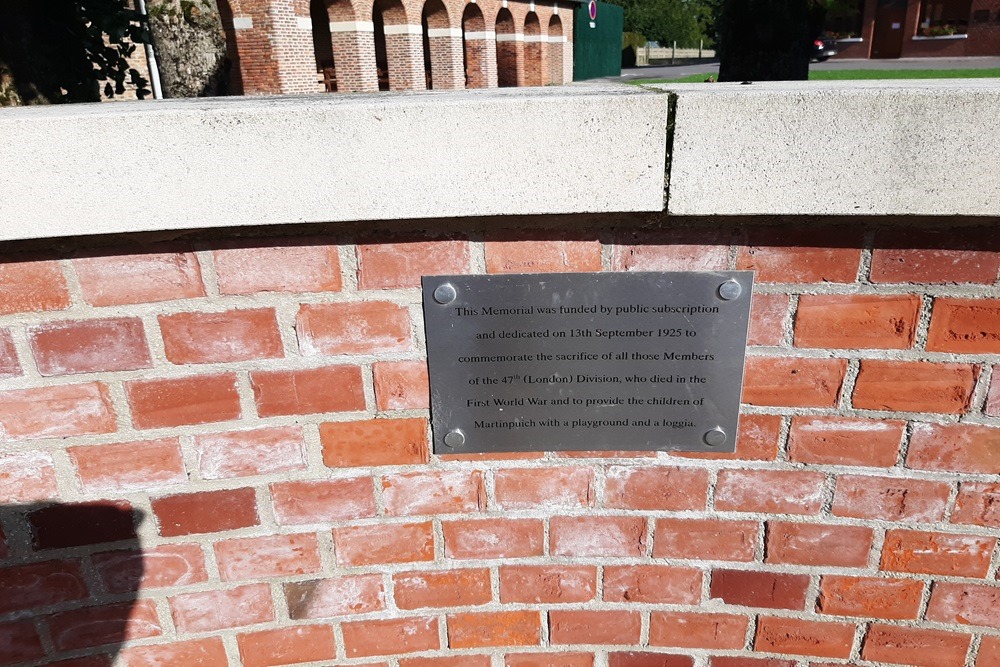 This Memorial was funded by public subscription
and dedicated on 13th September 1925 to
commemorate the sacrifice of all those Members
of the 47th (London) Division, who died in the
First World War and to provide the children of
Martinpuich with a playground and a loggia.